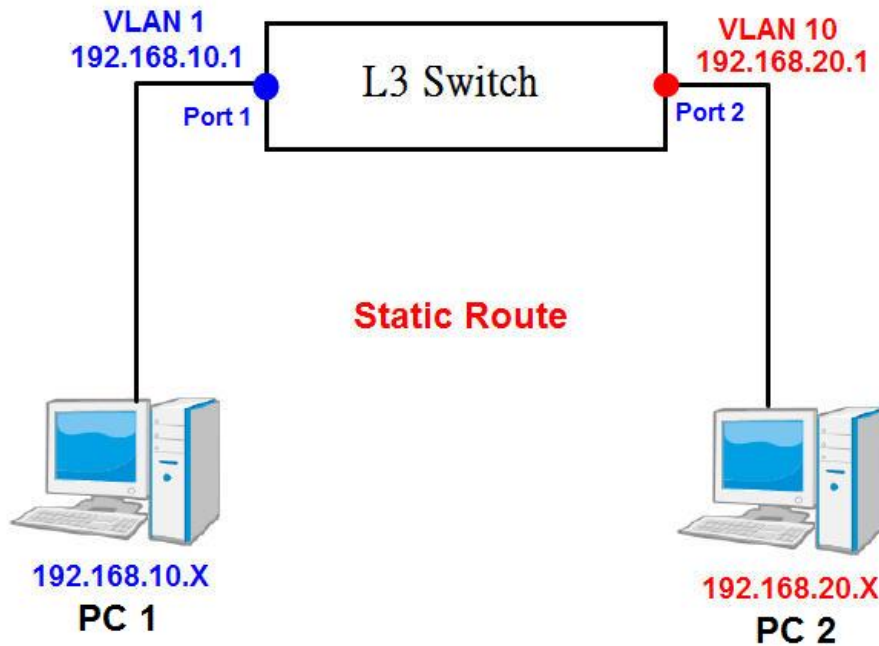 VLAN 1
192.168.10.1
Port 1
L3 Switch
VLAN 10
192.168.20.1
Port 2
Static Route
192.168.10.X
PC 1
192.168.20.X
PC 2